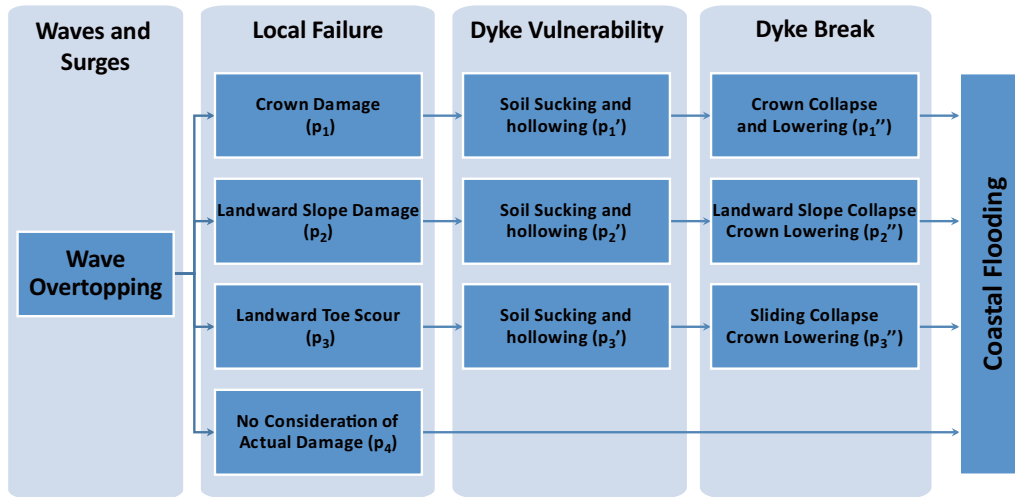 Waves and
Surges
Local Failure
Dyke Vulnerability
Dyke Break
Wave
Overtopping
Crown Damage
(p₁)
Soil Sucking and
hollowing (p₁’)
Crown Collapse
and Lowering (p₁’’)
Landward Slope Damage
(p₂)
Soil Sucking and
hollowing (p₂’)
Landward Slope Collapse
Crown Lowering (p₂’’)
Landward Toe Scour
(p₃)
Soil Sucking and
hollowing (p₃’)
Sliding Collapse
Crown Lowering (p₃’’)
No Consideration of
Actual Damage (p₄)
Coastal Flooding